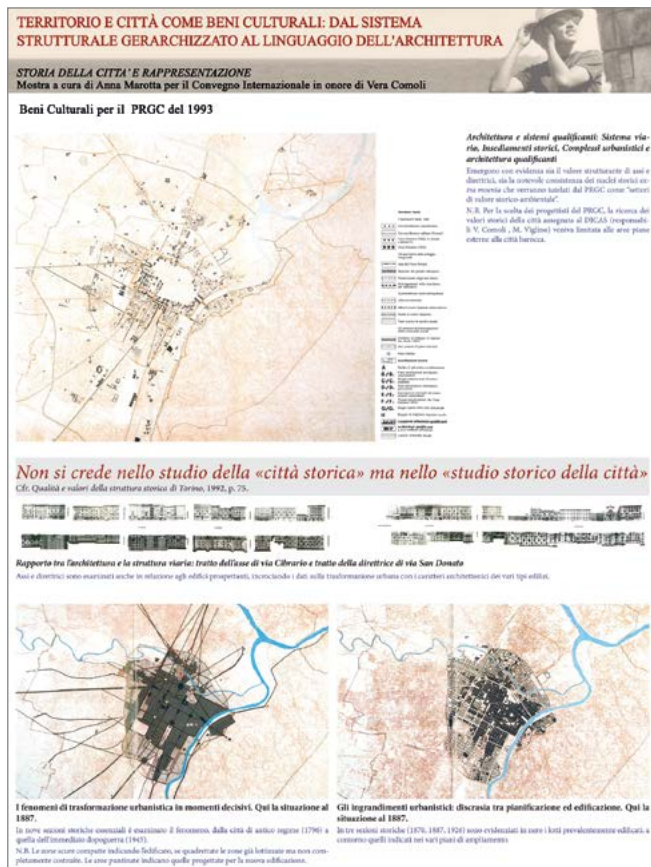 TERRITORIO E CITTÀ COME BENI CULTURALI: DAL SISTEMA
STRUTTURALE GERARCHIZZATO AL LINGUAGGIO DELL'ARCHITETTURA
STORIA DELLA CITTA' E RAPPRESENTAZIONE
Mostra a cura di Anna Marotta per il Convegno Internazionale in onore di Vera Comoli
Beni Culturali per il PRGC del 1993
Architettura e sistemi qualificanti: Sistema via-
rio, Insediamenti storici, Complessi urbanistici e
architettura qualificanti
Emergono con evidenza sia il valore strutturante di assi e
direttrici, sia la notevole consistenza dei nuclei storici ex-
tra moenia che verranno tutelati dal PRGC come "settori
di valore storico-ambientale".
N.B. Per la scelta dei progettisti del PRGC, la ricerca dei
valori storici della città assegnata al DICAS (responsabi-
li V. Comoli , M. Viglino) veniva limitata alle aree piane
esterne alla città barocca.
Non si crede nello studio della «città storica» ma nello «studio storico della città»
Cfr. Qualità e valori della struttura storica di Torino, 1992, p. 75.
Rapporto tra l'architettura e la struttura viaria: tratto dell'asse di via Cibrario e tratto della direttrice di via San Donato
Assi e direttrici sono esaminati anche in relazione agli edifici prospettanti, incrociando i dati sulla trasformazione urbana con i caratteri architettonici dei vari tipi edilizi.
I fenomeni di trasformazione urbanistica in momenti decisivi. Qui la situazione al
1887.
In nove sezioni storiche essenziali è esaminato il fenomeno, dalla città di antico regime (1796) a
quella dell'immediato dopoguerra (1945)
N.B. Le zone scure compatte indicano l'edificato, se quadrettate le zone già lottizzate ma non com-
pletamente costruite. Le aree puntinate indicano quelle progettate per la nuova edificazione.
Gli ingrandimenti urbanistici: discrasia tra pianificazione ed edificazione. Qui la
situazione al 1887.
In tre sezioni storiche (1870, 1887, 1926) sono evidenziati in nero i lotti prevalentemente edificati, a
contorno quelli indicati nei vari piani di ampliamento